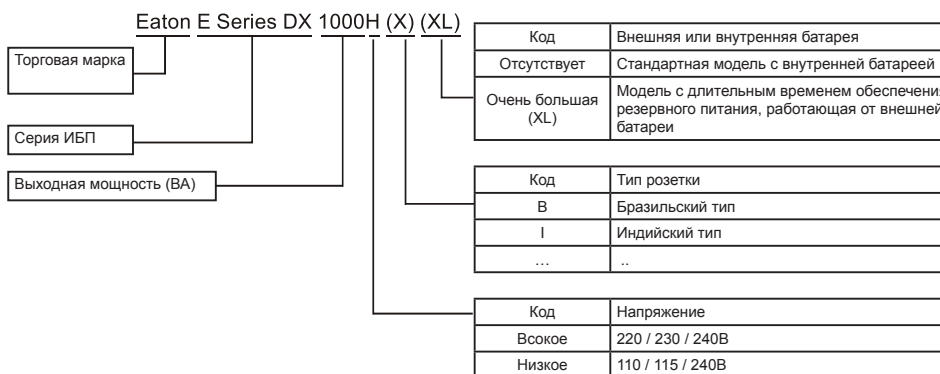 Eaton E Series DX 1000H (X) (XL)
Торговая марка
Серия ИБП
Выходная мощность (ВА)
Код Внешняя или внутренняя батарея
Отсутствует Стандартная модель с внутренней батареей
Очень большая (XL) Модель с длительным временем обеспечения
резервного питания, работающая от внешней
батареи
Код Тип розетки
B Бразильский тип
I Индийский тип
… ..
Код Напряжение
Всокое 220 / 230 / 240В
Низкое 110 / 115 / 240В